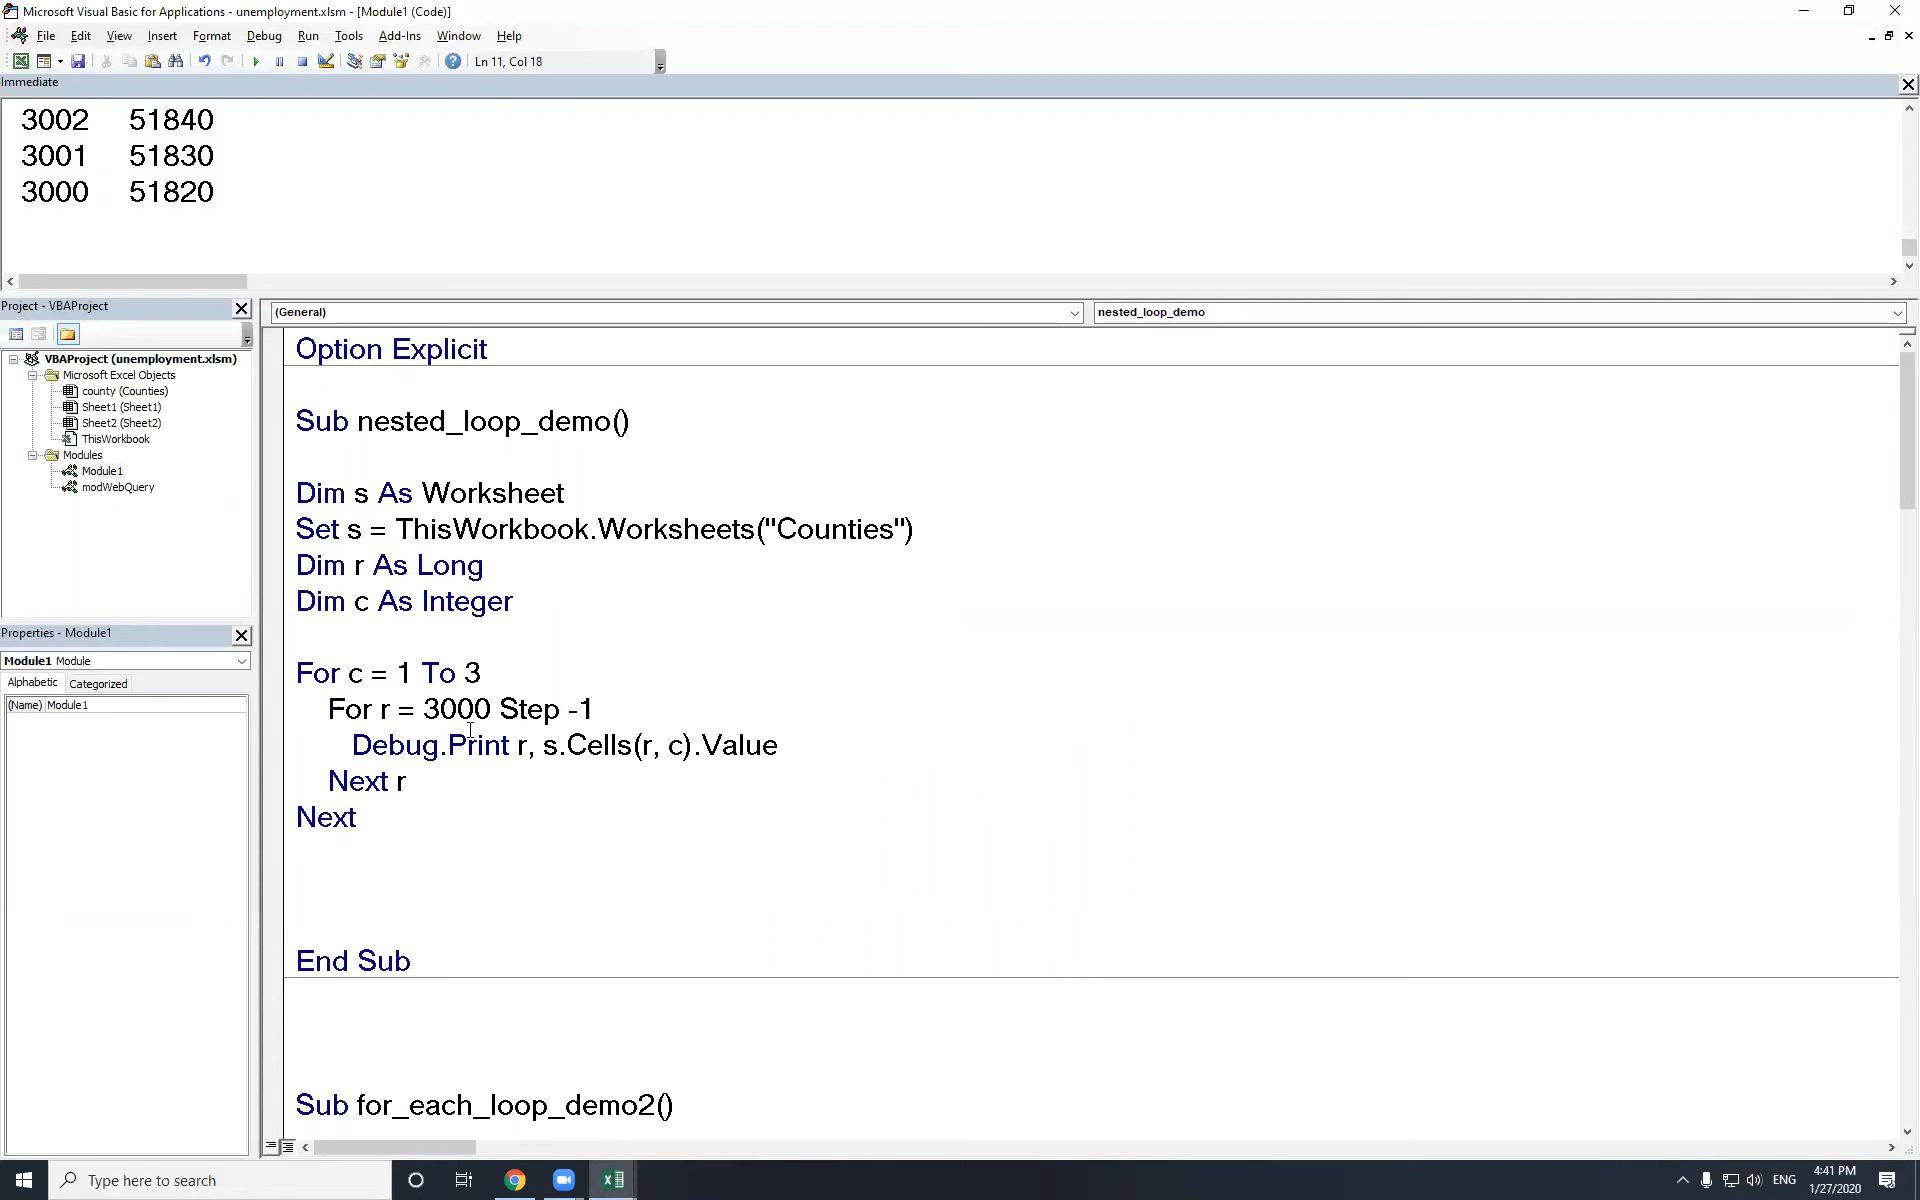 Microsoft Visual Basic for Applications - unemployment.xlsm - [Module1 (Code)]
File Edit View Insert Format Debug Run Tools Add-Ins Window Help
Ln 11, Col 18
Immediate
3002 51840
3001 51830
3000 51820
Project - VBAProject
VBAProject (unemployment.xlsm)
Microsoft Excel Objects
county (Counties)
Sheet1 (Sheet1)
Sheet2 (Sheet2)
ThisWorkbook
Modules
Module1
modWebQuery
Properties - Module1
Module1 Module
Alphabetic Categorized
(Name) Module1
(General) nested_loop_demo
Option Explicit
Sub nested_loop_demo()
Dim s As Worksheet
Set s = ThisWorkbook.Worksheets("Counties")
Dim r As Long
Dim c As Integer
For c = 1 To 3
For r = 3000 Step -1
Debug.Print r, s.Cells(r, c).Value
Next r
Next
End Sub
Sub for_each_loop_demo2()
Type here to search
ENG
4:41 PM
1/27/2020